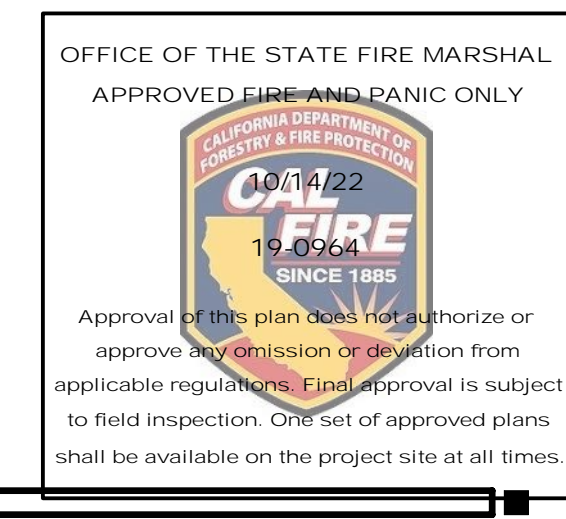 OFFICE OF THE STATE FIRE MARSHAL
APPROVED FIRE AND PANIC ONLY
CALIFORNIA DEPARTMENT OF
FORESTRY & FIRE PROTECTION
CAL
10/14/22
FIRE
19-0964
SINCE 1885
Approval of this plan does not authorize or
approve any omission or deviation from
applicable regulations. Final approval is subject
to field inspection. One set of approved plans
shall be available on the project site at all times.